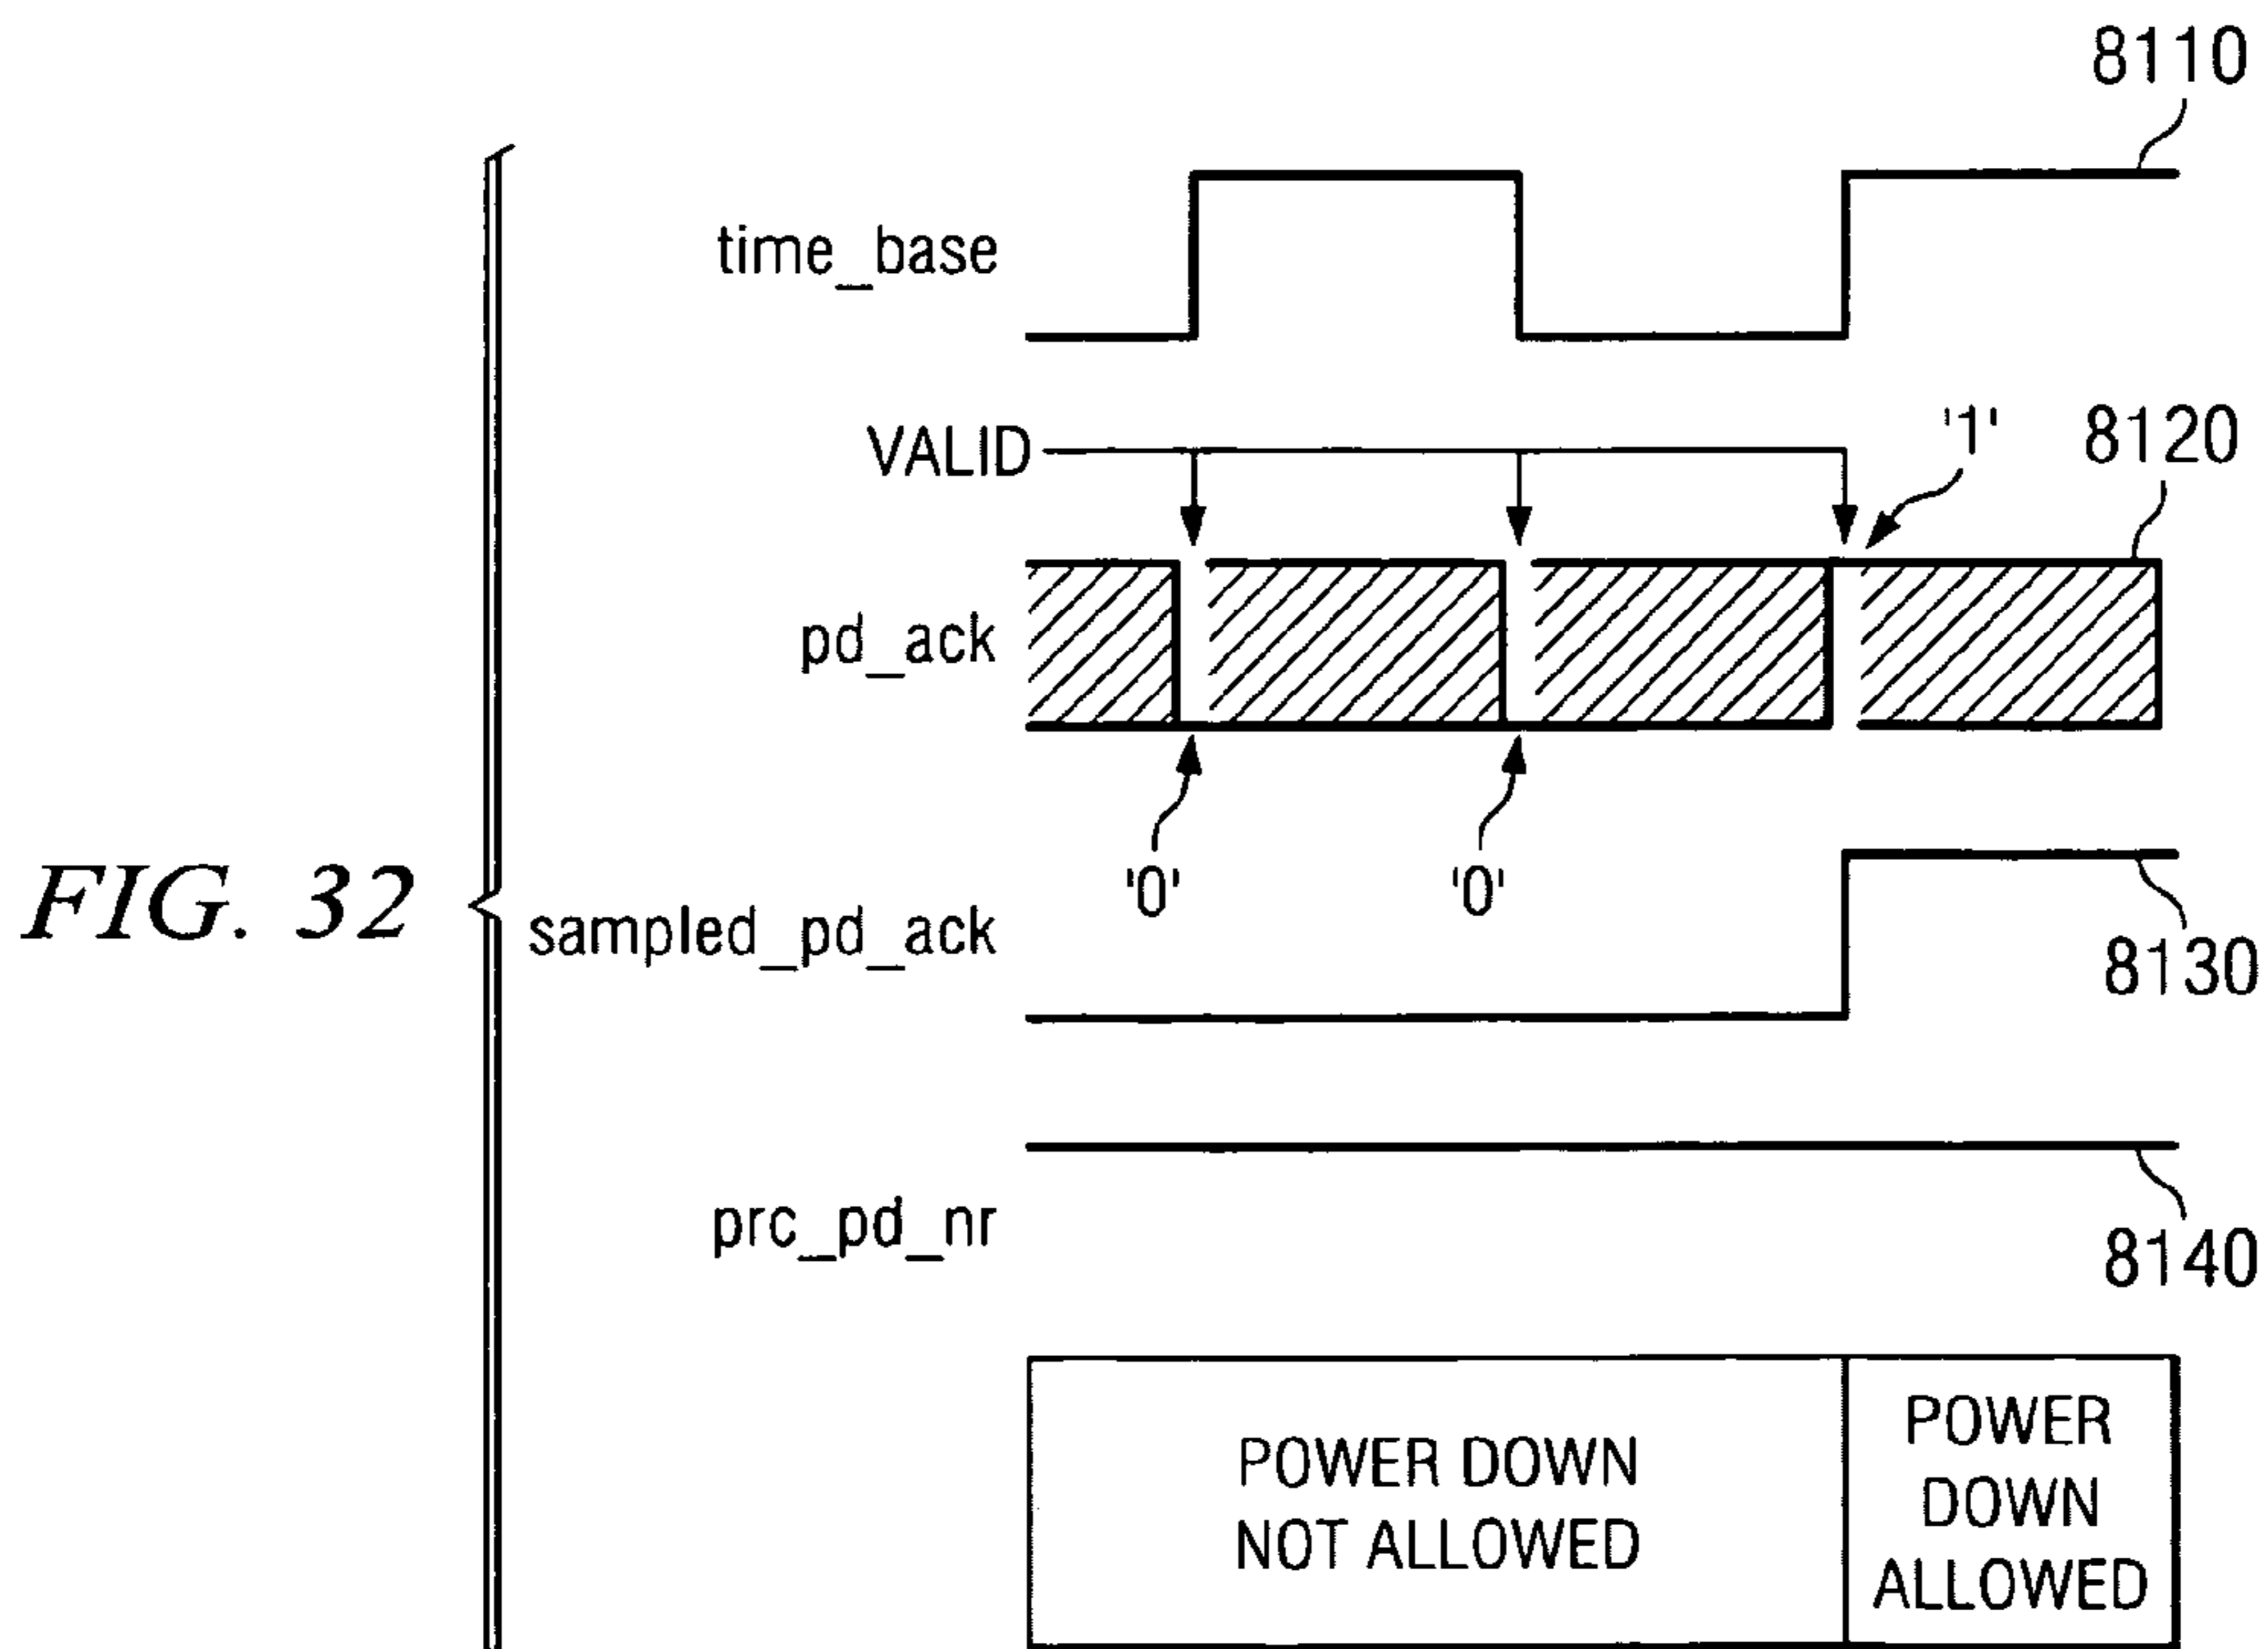 8110
time_base
VALID
'1'
8120
pd_ack
'0'
'0'
FIG. 32
sampled_pd_ack
8130
prc_pd_nr
8140
POWER DOWN
NOT ALLOWED
POWER
DOWN
ALLOWED